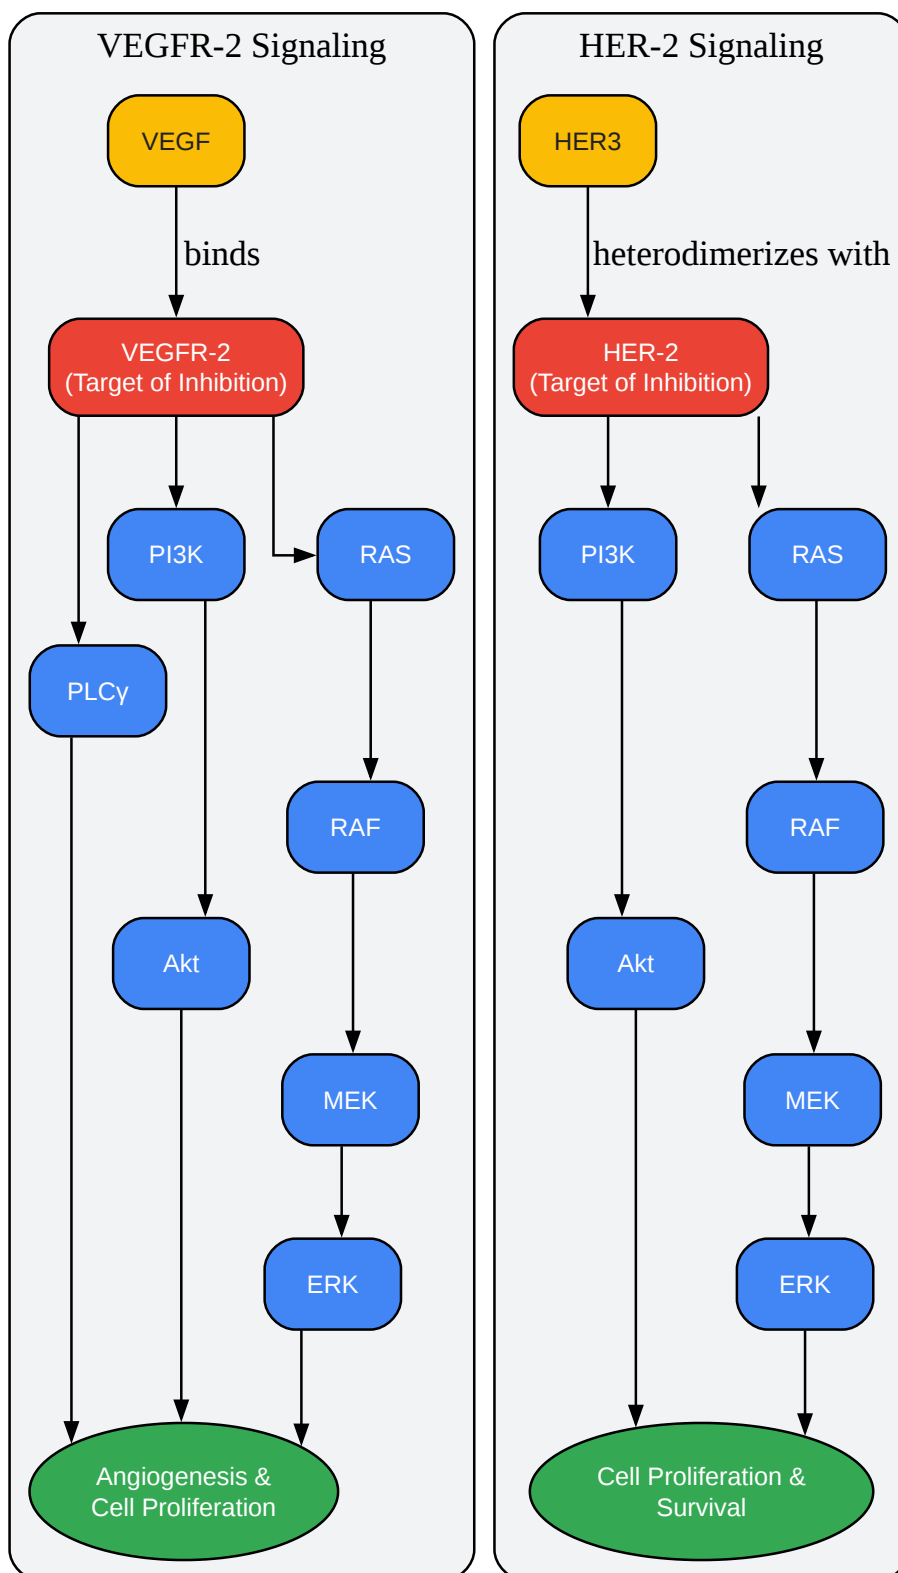 VEGFR-2 Signaling
VEGF
binds
VEGFR-2
(Target of Inhibition)
PI3K
RAS
PLCγ
RAF
Akt
MEK
ERK
Angiogenesis &
Cell Proliferation
HER-2 Signaling
HER3
heterodimerizes with
HER-2
(Target of Inhibition)
PI3K
RAS
RAF
Akt
MEK
ERK
Cell Proliferation &
Survival